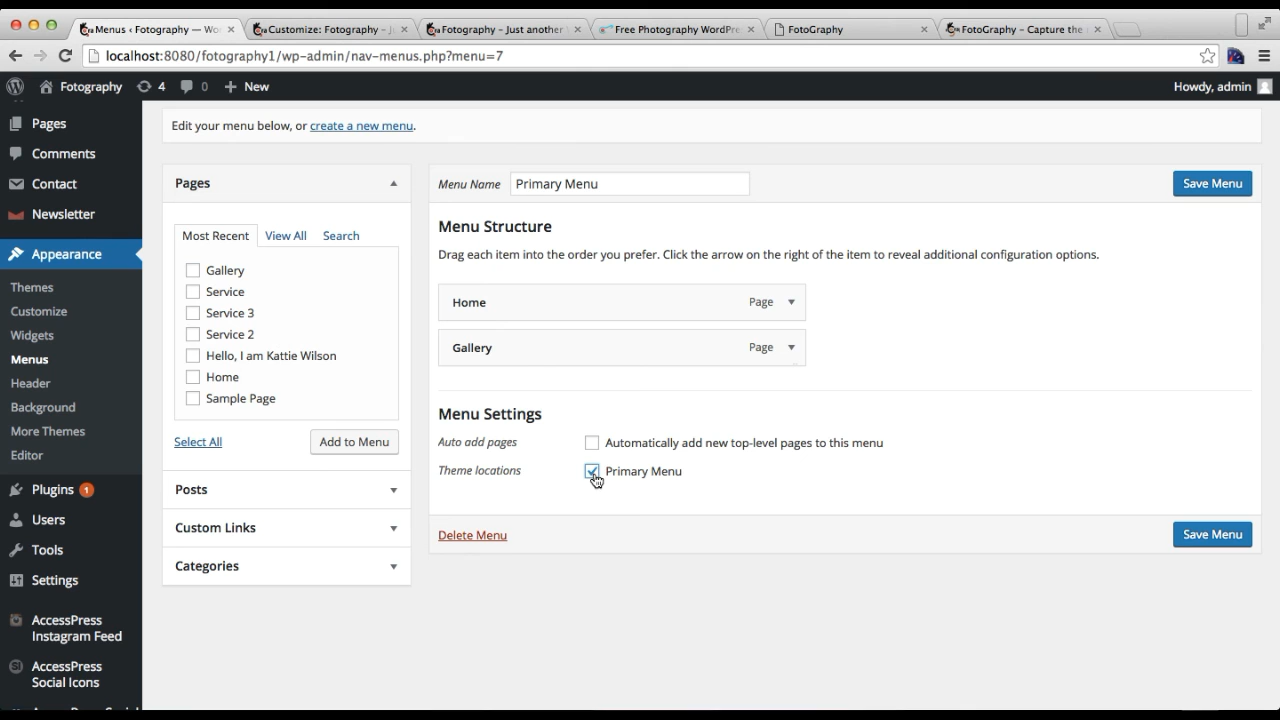 Menus ‹ Fotography — Wo
Customize: Fotography – J
Fotography – Just another
Free Photography WordPre
FotoGraphy
FotoGraphy – Capture the
localhost:8080/fotography1/wp-admin/nav-menus.php?menu=7
Fotography 4 0 + New
Howdy, admin
Pages
Comments
Contact
Newsletter
Appearance
Themes
Customize
Widgets
Menus
Header
Background
More Themes
Editor
Plugins 1
Users
Tools
Settings
AccessPress
Instagram Feed
AccessPress
Social Icons
Edit your menu below, or create a new menu.
Pages
Most Recent View All Search
Gallery
Service
Service 3
Service 2
Hello, I am Kattie Wilson
Home
Sample Page
Select All
Add to Menu
Posts
Custom Links
Categories
Menu Name Primary Menu
Save Menu
Menu Structure
Drag each item into the order you prefer. Click the arrow on the right of the item to reveal additional configuration options.
Home Page
Gallery Page
Menu Settings
Auto add pages Automatically add new top-level pages to this menu
Theme locations Primary Menu
Delete Menu
Save Menu